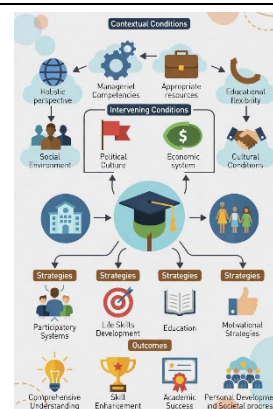 Contextual Conditions
Holistic
perspective
Managerial
Competencies
Appropriate
resources
Educational
flexibility
Intervening Conditions
Social
Environment
Political
Culture
Economic
system
Cultural
Conditions
Strategies
Strategies
Strategies
Strategies
Participatory
Systems
Life Skills
Development
Education
Motivational
Strategies
Outcomes
Comprehensive
Understanding
Skill
Enhancement
Academic
Success
Personal Development
and Societal progress